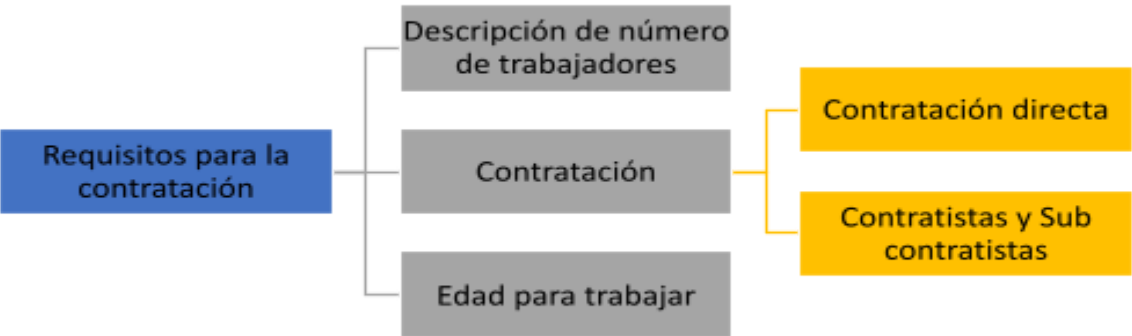 Descripción de número
de trabajadores
Requisitos para la
contratación
Contratación
Contratación directa
Contratistas y Sub
contratistas
Edad para trabajar